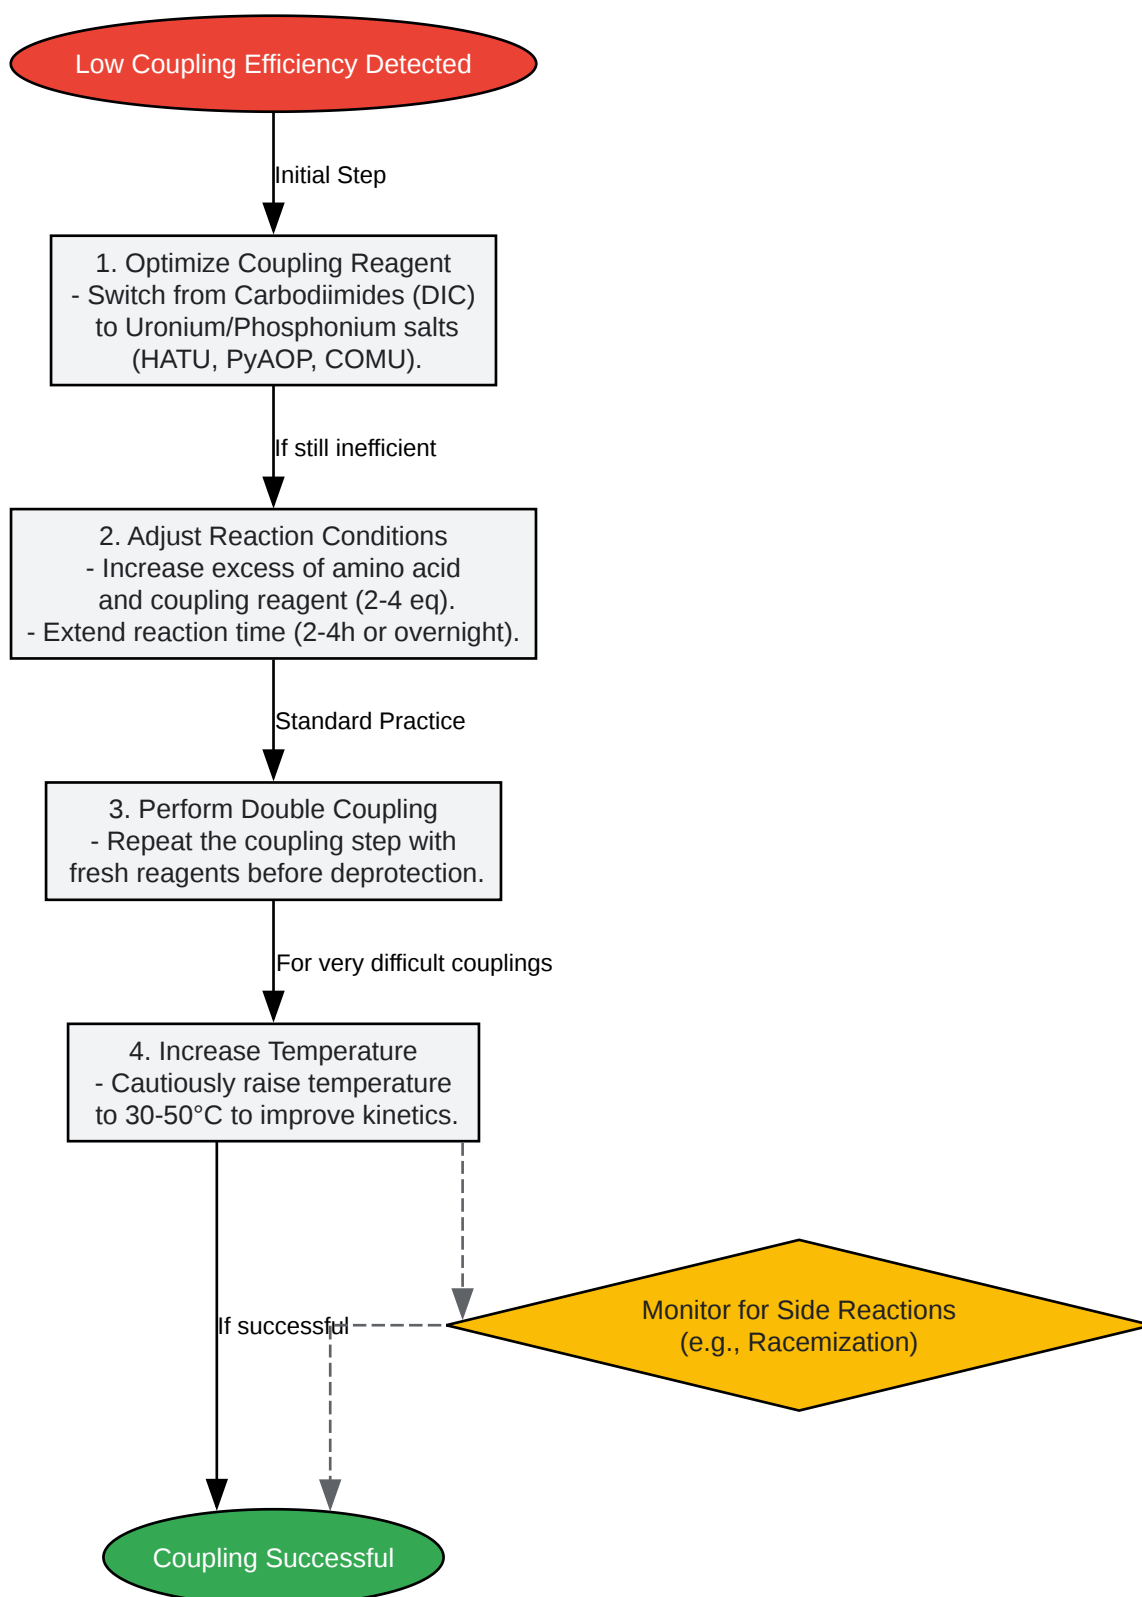 Low Coupling Efficiency Detected
Initial Step
1. Optimize Coupling Reagent
- Switch from Carbodiimides (DIC)
to Uronium/Phosphonium salts
(HATU, PyAOP, COMU).
If still inefficient
2. Adjust Reaction Conditions
- Increase excess of amino acid
and coupling reagent (2-4 eq).
- Extend reaction time (2-4h or overnight).
Standard Practice
3. Perform Double Coupling
- Repeat the coupling step with
fresh reagents before deprotection.
For very difficult couplings
4. Increase Temperature
- Cautiously raise temperature
to 30-50°C to improve kinetics.
If successful
Monitor for Side Reactions
(e.g., Racemization)
Coupling Successful